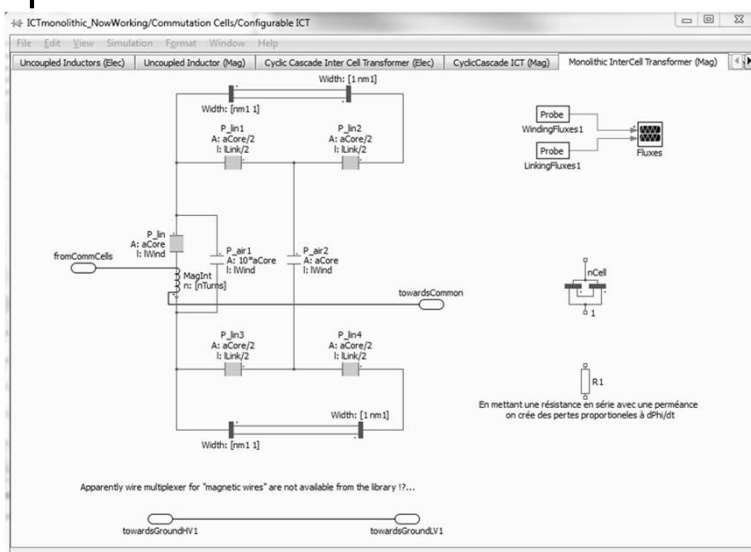 ICTmonolithic_NowWorking/Commutation Cells/Configurable ICT
File Edit View Simulation Format Window Help
Uncoupled Inductors (Elec) Uncoupled Inductor (Mag) Cyclic Cascade Inter Cell Transformer (Elec) CyclicCascade ICT (Mag) Monolithic InterCell Transformer (Mag)
Width: [1 nm1]
Width: [nm1 1]
P_lin1
A: aCore/2
l: lLink/2
P_lin2
A: aCore/2
l: lLink/2
Probe
WindingFluxes1
Probe
LinkingFluxes1
Fluxes
P_lin
A: aCore
l: lWind
fromCommCells
MagInt
n: [nTurns]
P_air1
A: 10*aCore
l: lWind
P_air2
A: aCore
l: lWind
towardsCommon
nCell
1
P_lin3
A: aCore/2
l: lLink/2
P_lin4
A: aCore/2
l: lLink/2
R1
En mettant une résistance en série avec une perméance
on crée des pertes proportioneles à dPhi/dt
Width: [1 nm1]
Width: [nm1 1]
Apparently wire multiplexer for "magnetic wires" are not available from the library !?...
towardsGroundHV1
towardsGroundLV1